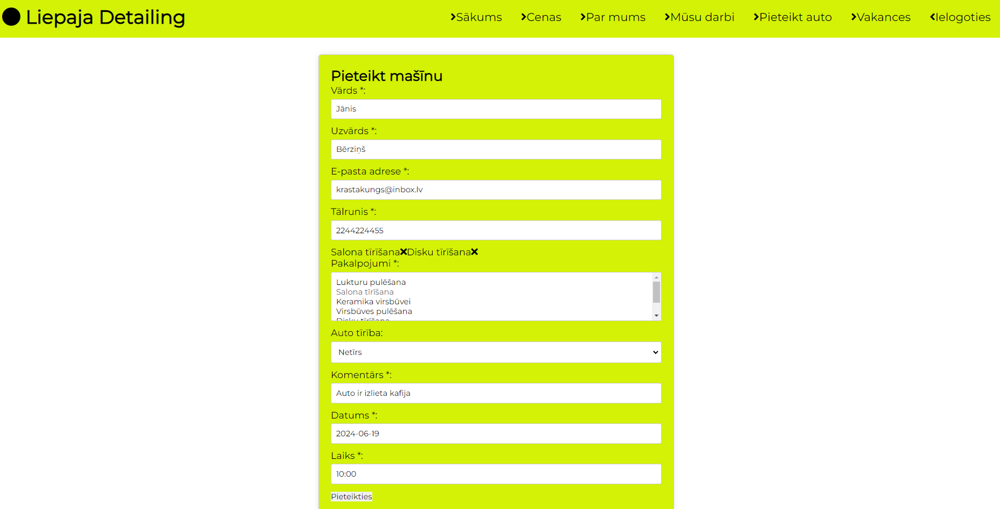 Liepaja Detailing
Sākums Cenas Par mums Mūsu darbi Pieteikt auto Vakances Ielogoties
Pieteikt mašīnu
Vārds *:
Jānis
Uzvārds *:
Bērziņš
E-pasta adrese *:
krastakungs@inbox.lv
Tālrunis *:
2244224455
Salona tīrīšana Disku tīrīšana
Pakalpojumi *:
Lukturu pulēšana
Salona tīrīšana
Keramika virsbūvei
Virsbūves pulēšana
Disku tīrīšana
Auto tīrība:
Netīrs
Komentārs *:
Auto ir izlieta kafija
Datums *:
2024-06-19
Laiks *:
10:00
Pieteikties